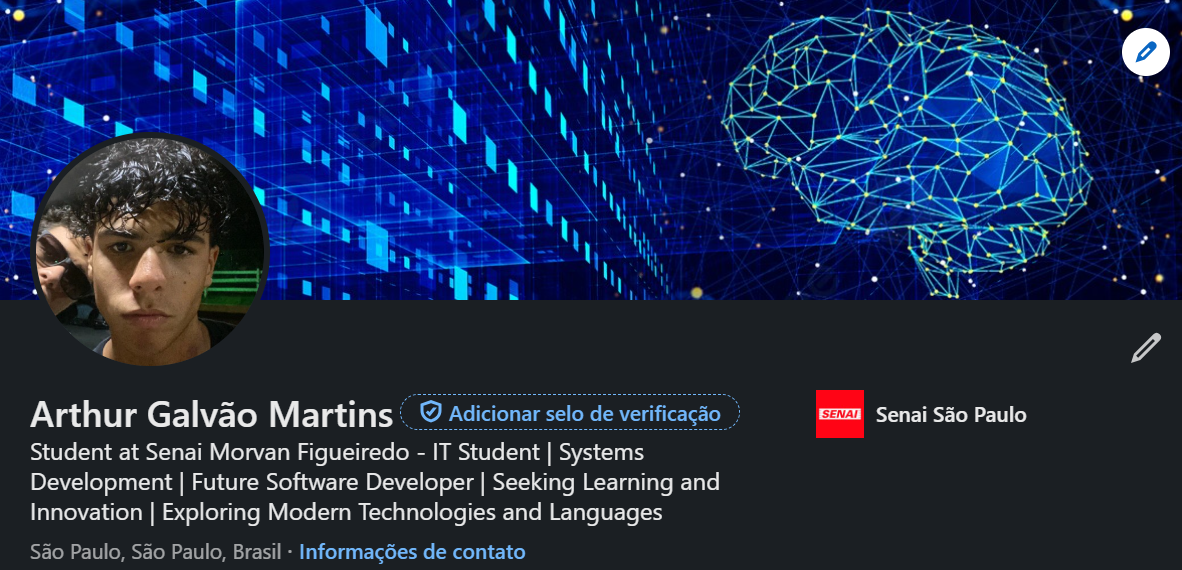 Arthur Galvão Martins
Adicionar selo de verificação
SENAI
Senai São Paulo
Student at Senai Morvan Figueiredo - IT Student | Systems
Development | Future Software Developer | Seeking Learning and
Innovation | Exploring Modern Technologies and Languages
São Paulo, São Paulo, Brasil · Informações de contato